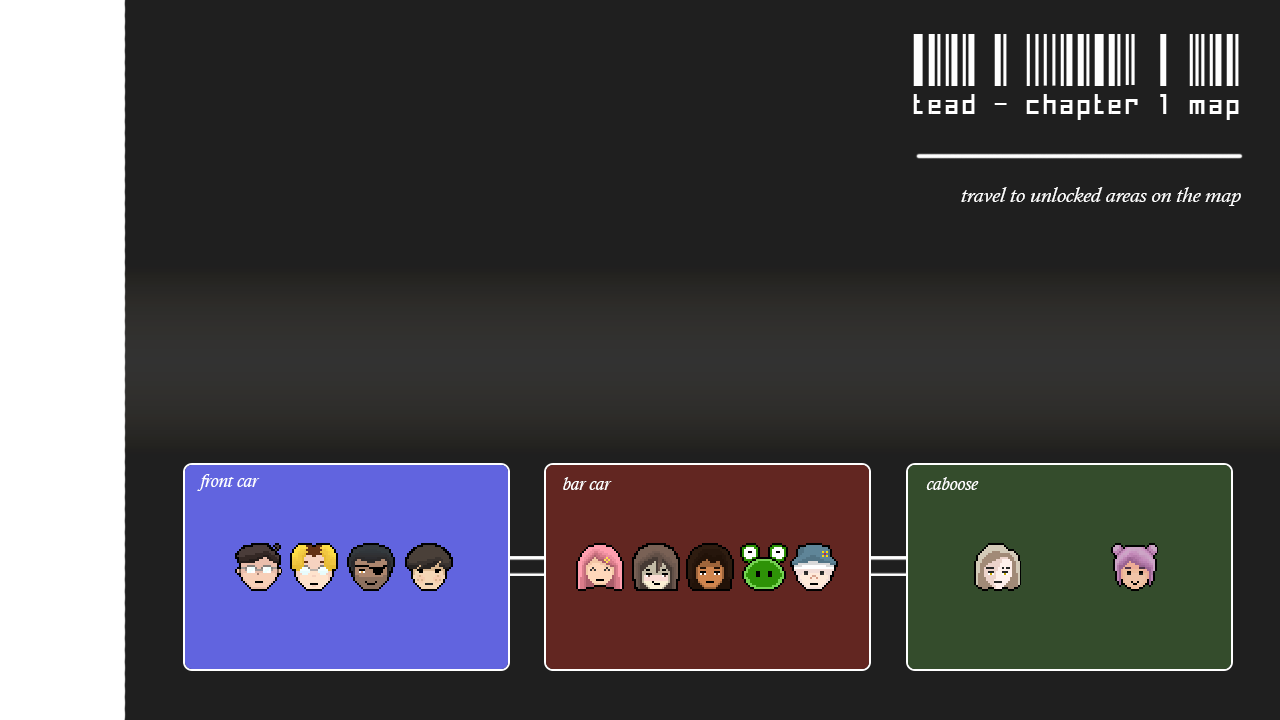 tead - chapter 1 map
travel to unlocked areas on the map
front car
bar car
caboose